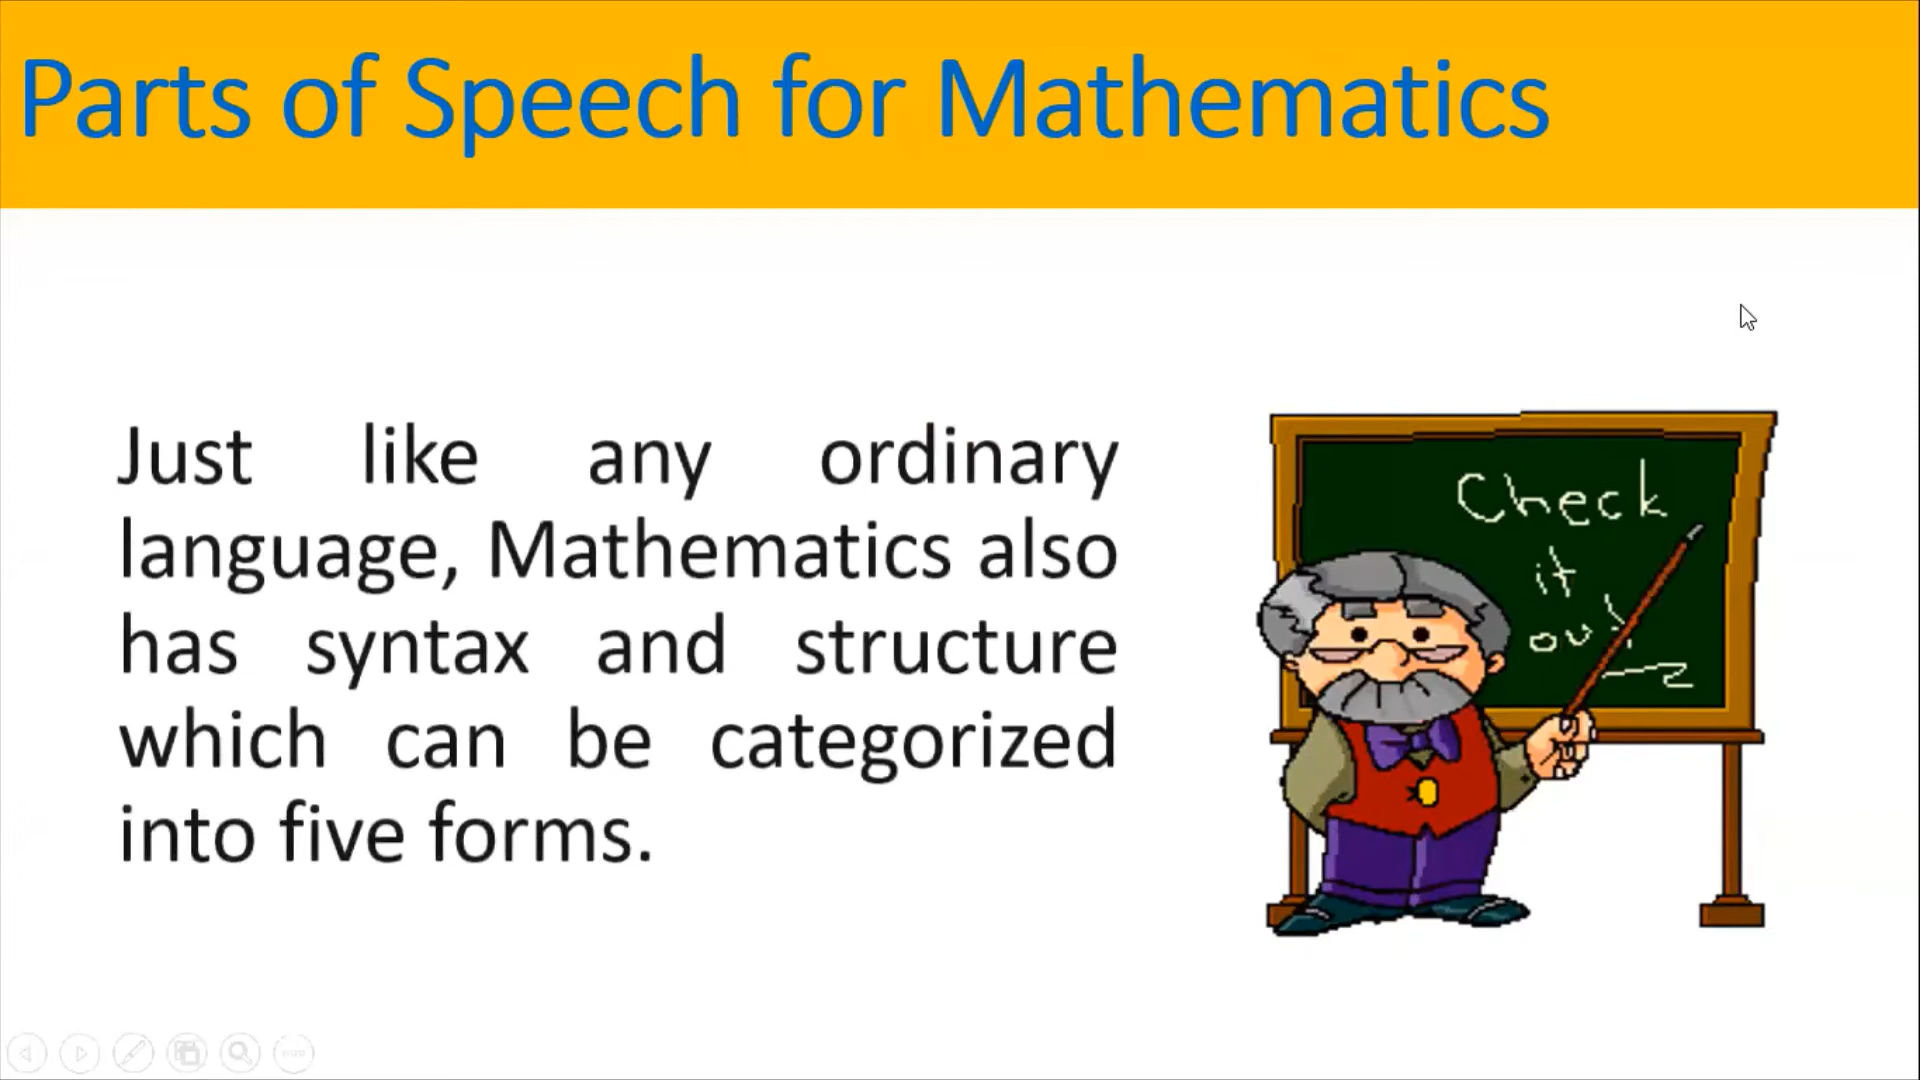 Parts of Speech for Mathematics
Just like any ordinary
language, Mathematics also
has syntax and structure
which can be categorized
into five forms.
Check
it
out